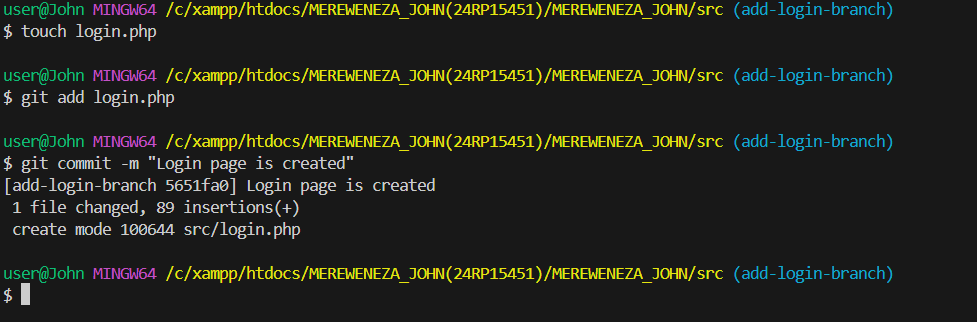 user@John MINGW64 /c/xampp/htdocs/MEREWENEZA_JOHN(24RP15451)/MEREWENEZA_JOHN/src (add-login-branch)
$ touch login.php
user@John MINGW64 /c/xampp/htdocs/MEREWENEZA_JOHN(24RP15451)/MEREWENEZA_JOHN/src (add-login-branch)
$ git add login.php
user@John MINGW64 /c/xampp/htdocs/MEREWENEZA_JOHN(24RP15451)/MEREWENEZA_JOHN/src (add-login-branch)
$ git commit -m "Login page is created"
[add-login-branch 5651fa0] Login page is created
 1 file changed, 89 insertions(+)
 create mode 100644 src/login.php
user@John MINGW64 /c/xampp/htdocs/MEREWENEZA_JOHN(24RP15451)/MEREWENEZA_JOHN/src (add-login-branch)
$